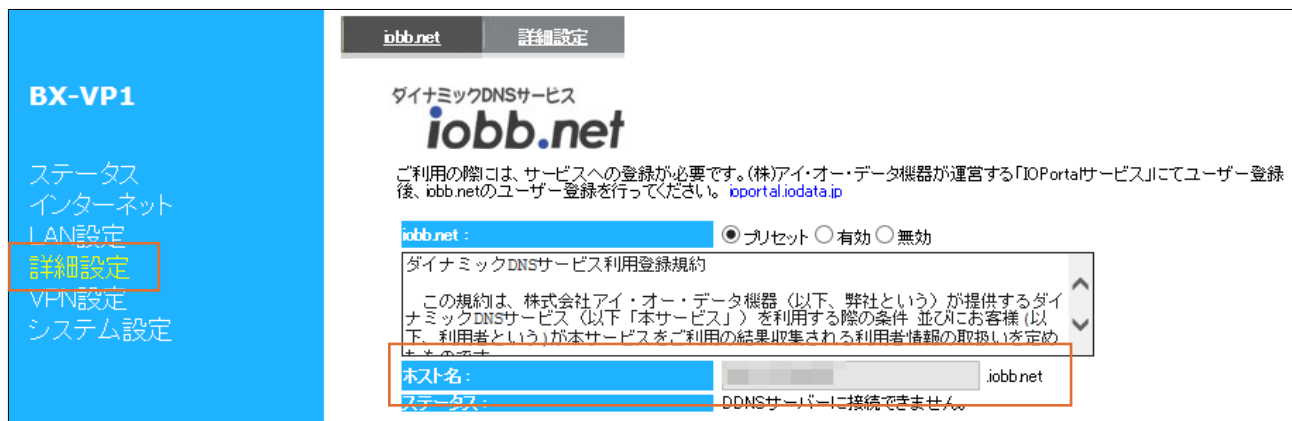 iobb.net 詳細設定
BX-VP1
ステータス
インターネット
LAN設定
詳細設定
VPN設定
システム設定
ダイナミックDNSサービス
iobb.net
ご利用の際には、サービスへの登録が必要です。(株)アイ・オー・データ機器が運営する「IOPortalサービス」にてユーザー登録
後、iobb.netのユーザー登録を行ってください。 ioportal.iodata.jp
iobb.net : プリセット 有効 無効
ダイナミックDNSサービス利用登録規約
この規約は、株式会社アイ・オー・データ機器（以下、弊社という）が提供するダイ
ナミックDNSサービス（以下「本サービス」）を利用する際の条件 並びにお客様(以
下、利用者という)が本サービスをご利用の結果収集される利用者情報の取扱いを定め
たものです
ホスト名 : .iobb.net
ステータス : DDNSサーバーに接続できません。